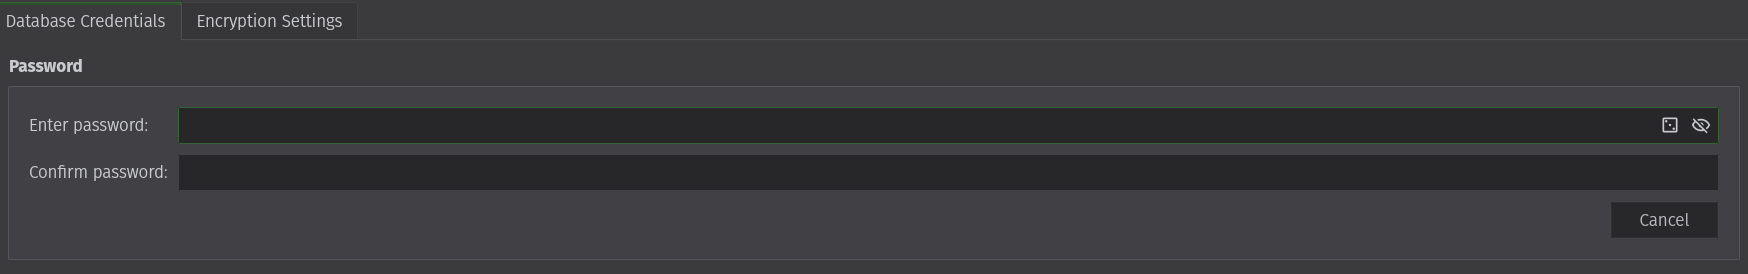 Database Credentials Encryption Settings
Password
Enter password:
Confirm password:
Cancel